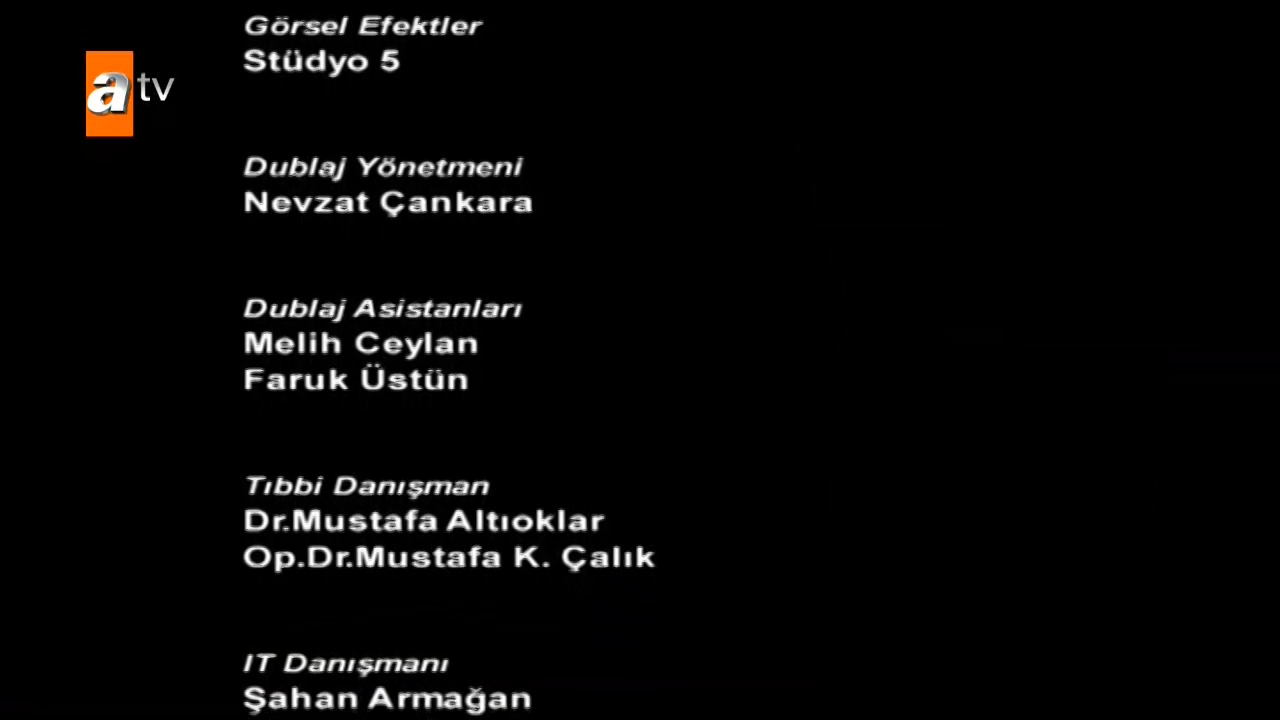 Görsel Efektler
Stüdyo 5
atv
Dublaj Yönetmeni
Nevzat Çankara
Dublaj Asistanları
Melih Ceylan
Faruk Üstün
Tıbbi Danışman
Dr.Mustafa Altıoklar
Op.Dr.Mustafa K. Çalık
IT Danışmanı
Şahan Armağan